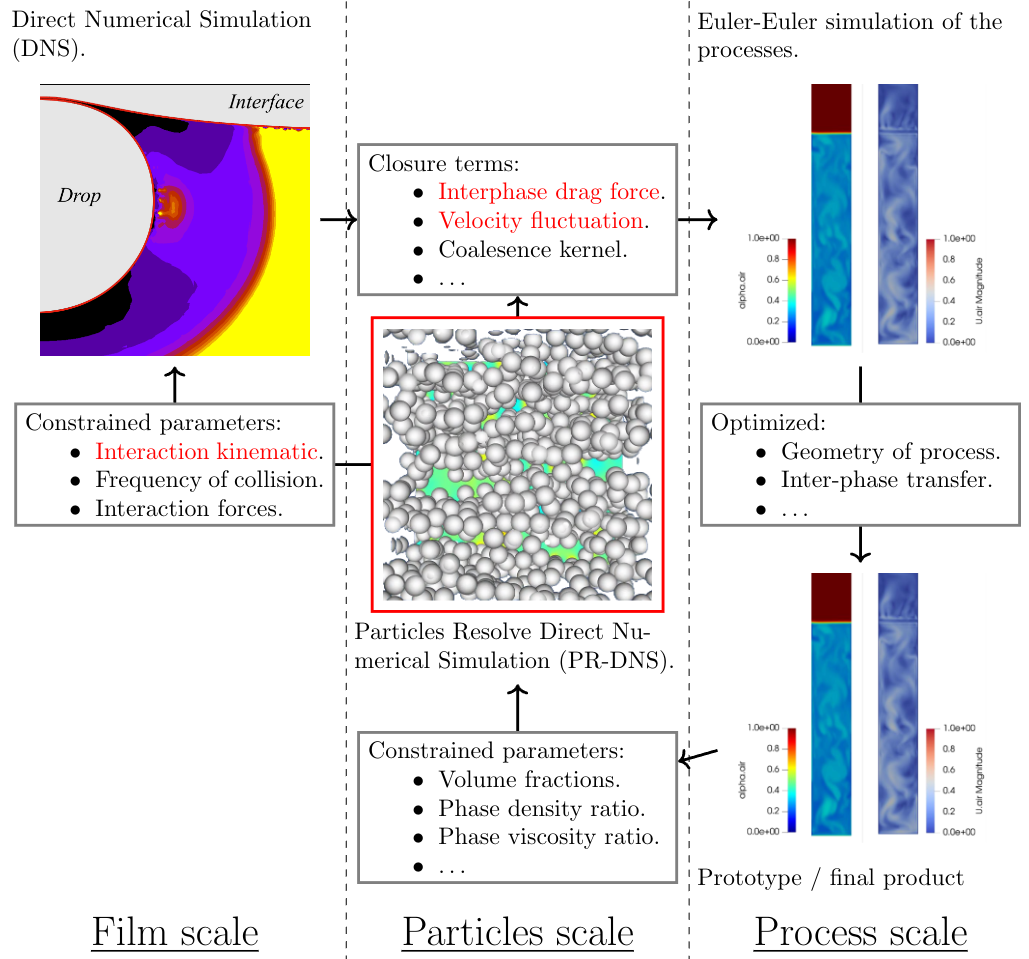 Direct Numerical Simulation
(DNS).
Interface
Drop
Constrained parameters:
• Interaction kinematic.
• Frequency of collision.
• Interaction forces.
Film scale
Closure terms:
• Interphase drag force.
• Velocity fluctuation.
• Coalesence kernel.
• . . .
Particles Resolve Direct Nu-
merical Simulation (PR-DNS).
Constrained parameters:
• Volume fractions.
• Phase density ratio.
• Phase viscosity ratio.
• . . .
Particles scale
Euler-Euler simulation of the
processes.
1.0e+00
0.8
0.6
0.4
0.2
0.0e+00
alpha.air
1.0e+00
0.8
0.6
0.4
0.2
0.0e+00
U.air Magnitude
Optimized:
• Geometry of process.
• Inter-phase transfer.
• . . .
1.0e+00
0.8
0.6
0.4
0.2
0.0e+00
alpha.air
1.0e+00
0.8
0.6
0.4
0.2
0.0e+00
U.air Magnitude
Prototype / final product
Process scale